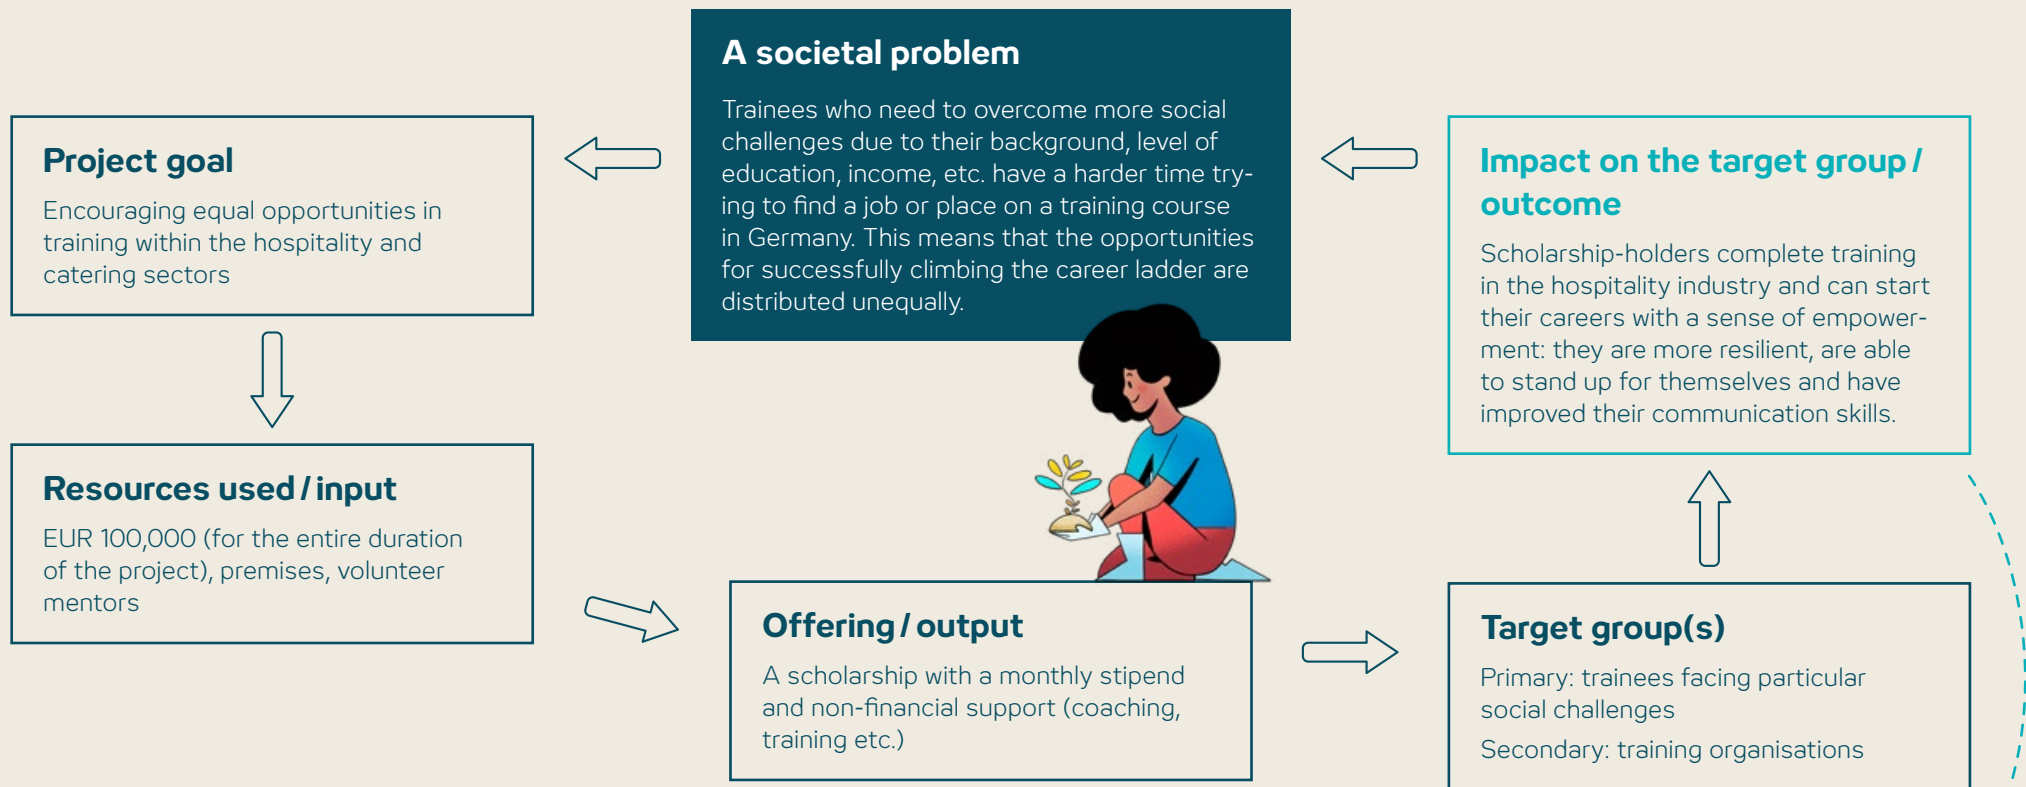 A societal problem
Trainees who need to overcome more social
challenges due to their background, level of
education, income, etc. have a harder time try-
ing to find a job or place on a training course
in Germany. This means that the opportunities
for successfully climbing the career ladder are
distributed unequally.
Project goal
Encouraging equal opportunities in
training within the hospitality and
catering sectors
Resources used / input
EUR 100,000 (for the entire duration
of the project), premises, volunteer
mentors
Offering / output
A scholarship with a monthly stipend
and non-financial support (coaching,
training etc.)
Target group(s)
Primary: trainees facing particular
social challenges
Secondary: training organisations
Impact on the target group /
outcome
Scholarship-holders complete training
in the hospitality industry and can start
their careers with a sense of empower-
ment: they are more resilient, are able
to stand up for themselves and have
improved their communication skills.